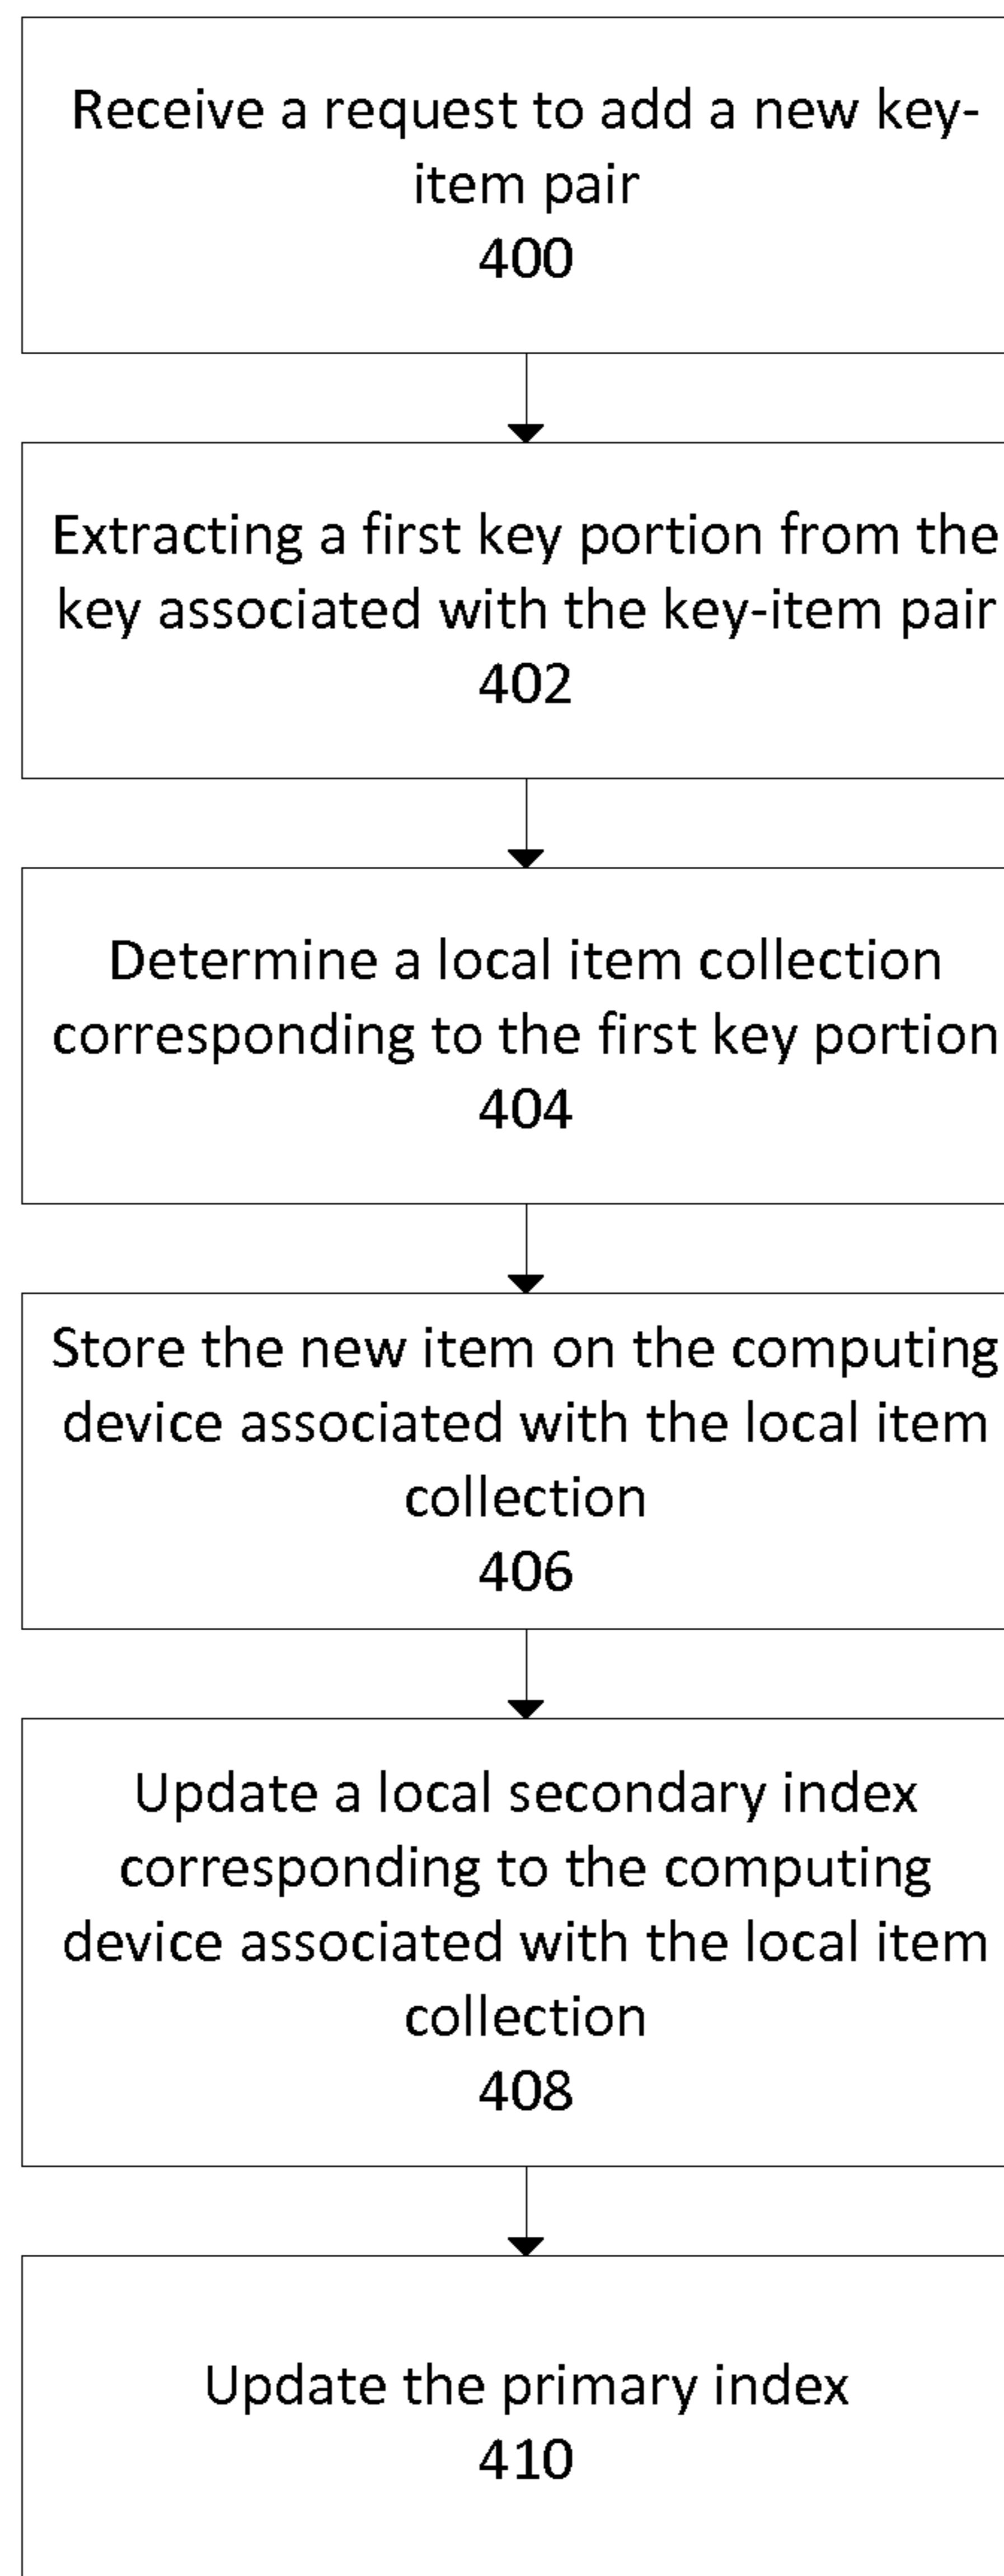 Receive a request to add a new key-
item pair
400
Extracting a first key portion from the
key associated with the key-item pair
402
Determine a local item collection
corresponding to the first key portion
404
Store the new item on the computing
device associated with the local item
collection
406
Update a local secondary index
corresponding to the computing
device associated with the local item
collection
408
Update the primary index
410